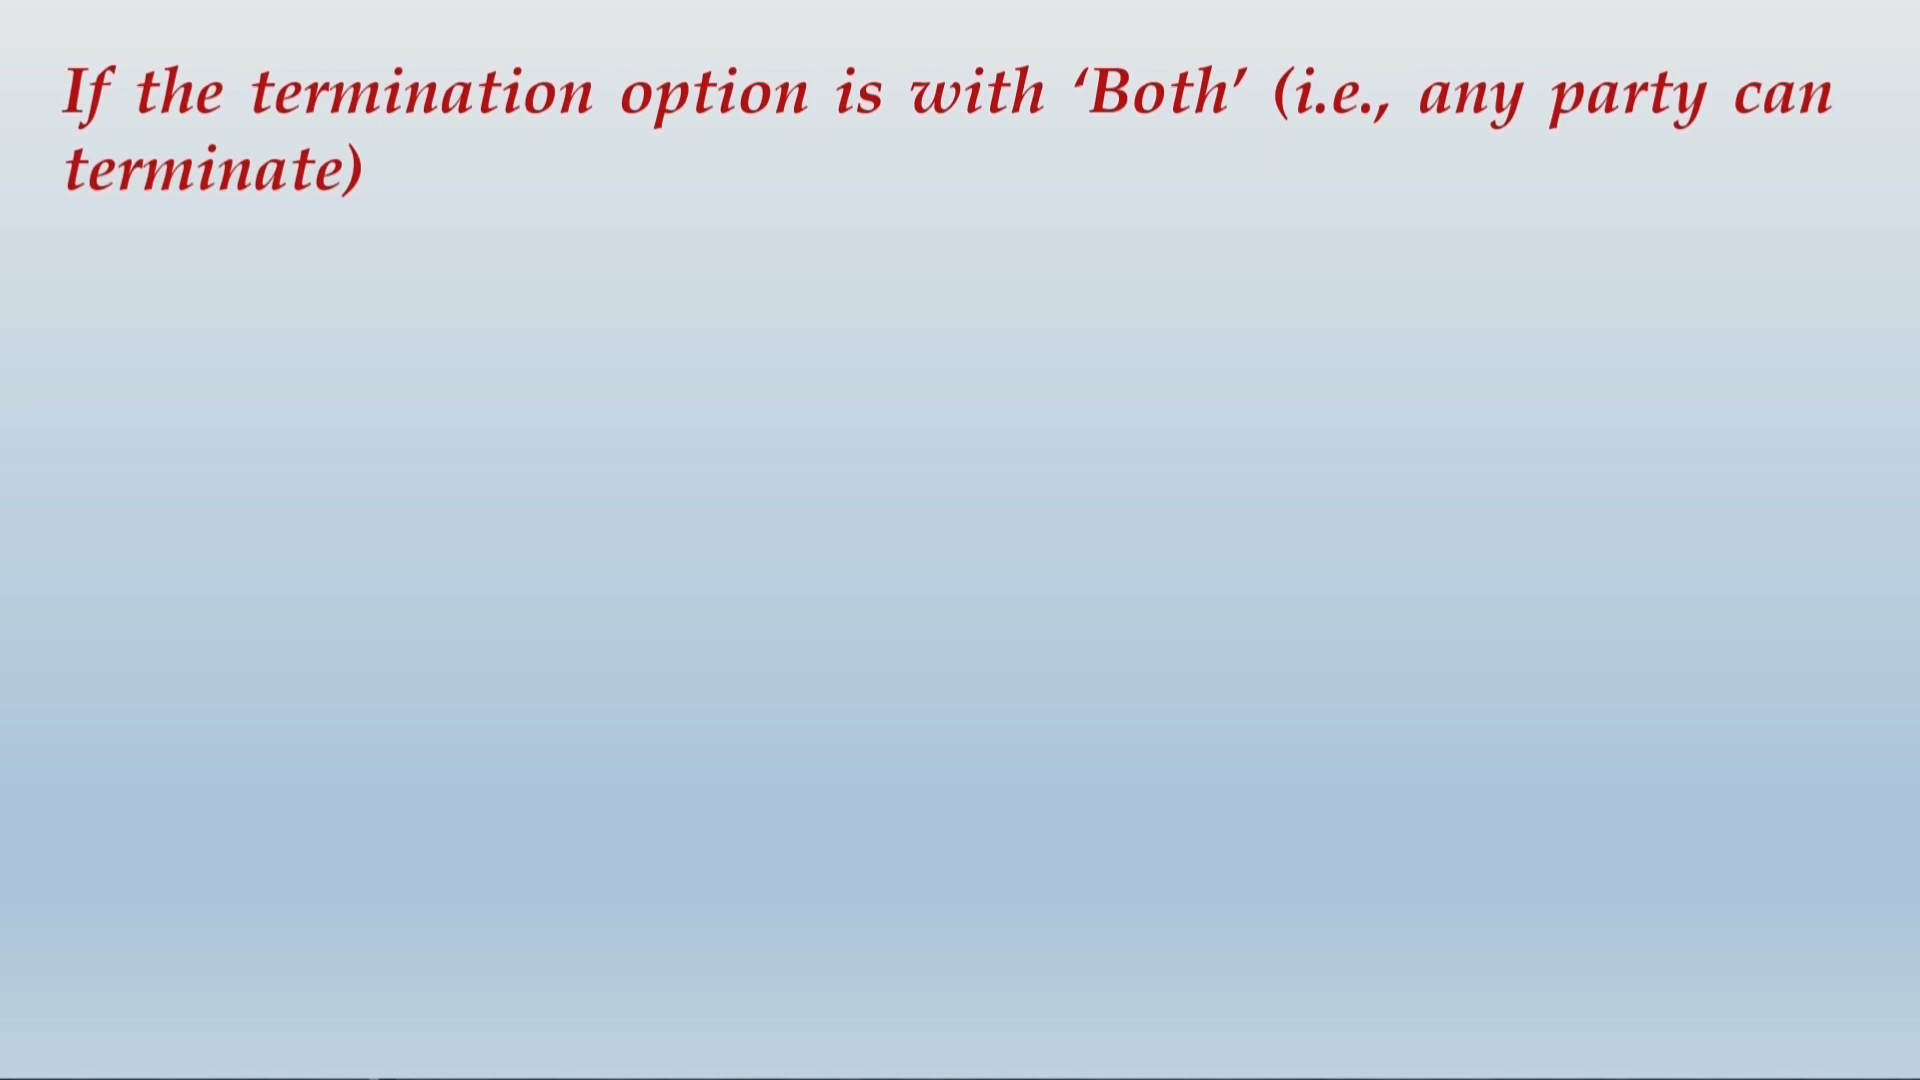 If the termination option is with ‘Both’ (i.e., any party can
terminate)